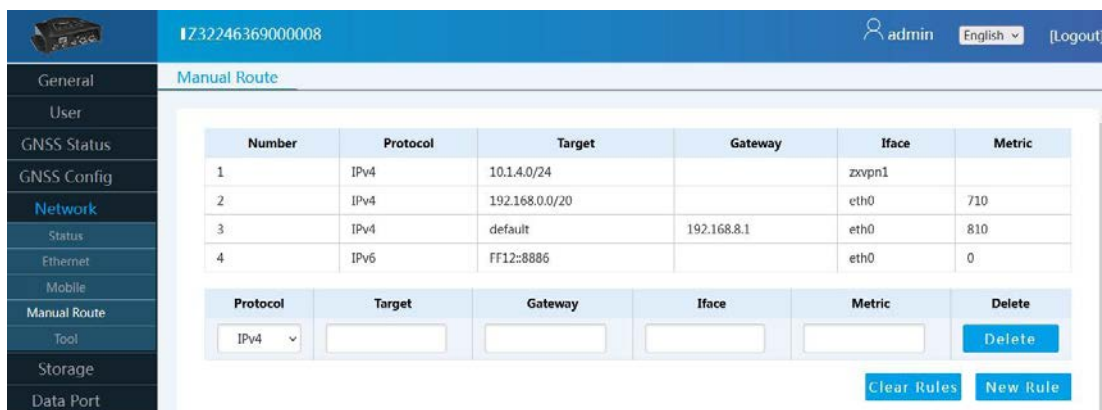 IZ32246369000008 admin English [Logout]
General
User
GNSS Status
GNSS Config
Network
Status
Ethernet
Mobile
Manual Route
Tool
Storage
Data Port
Manual Route
Number Protocol Target Gateway Iface Metric
1 IPv4 10.1.4.0/24 zxvpn1
2 IPv4 192.168.0.0/20 eth0 710
3 IPv4 default 192.168.8.1 eth0 810
4 IPv6 FF12::8886 eth0 0
Protocol Target Gateway Iface Metric Delete
IPv4 Delete
Clear Rules New Rule